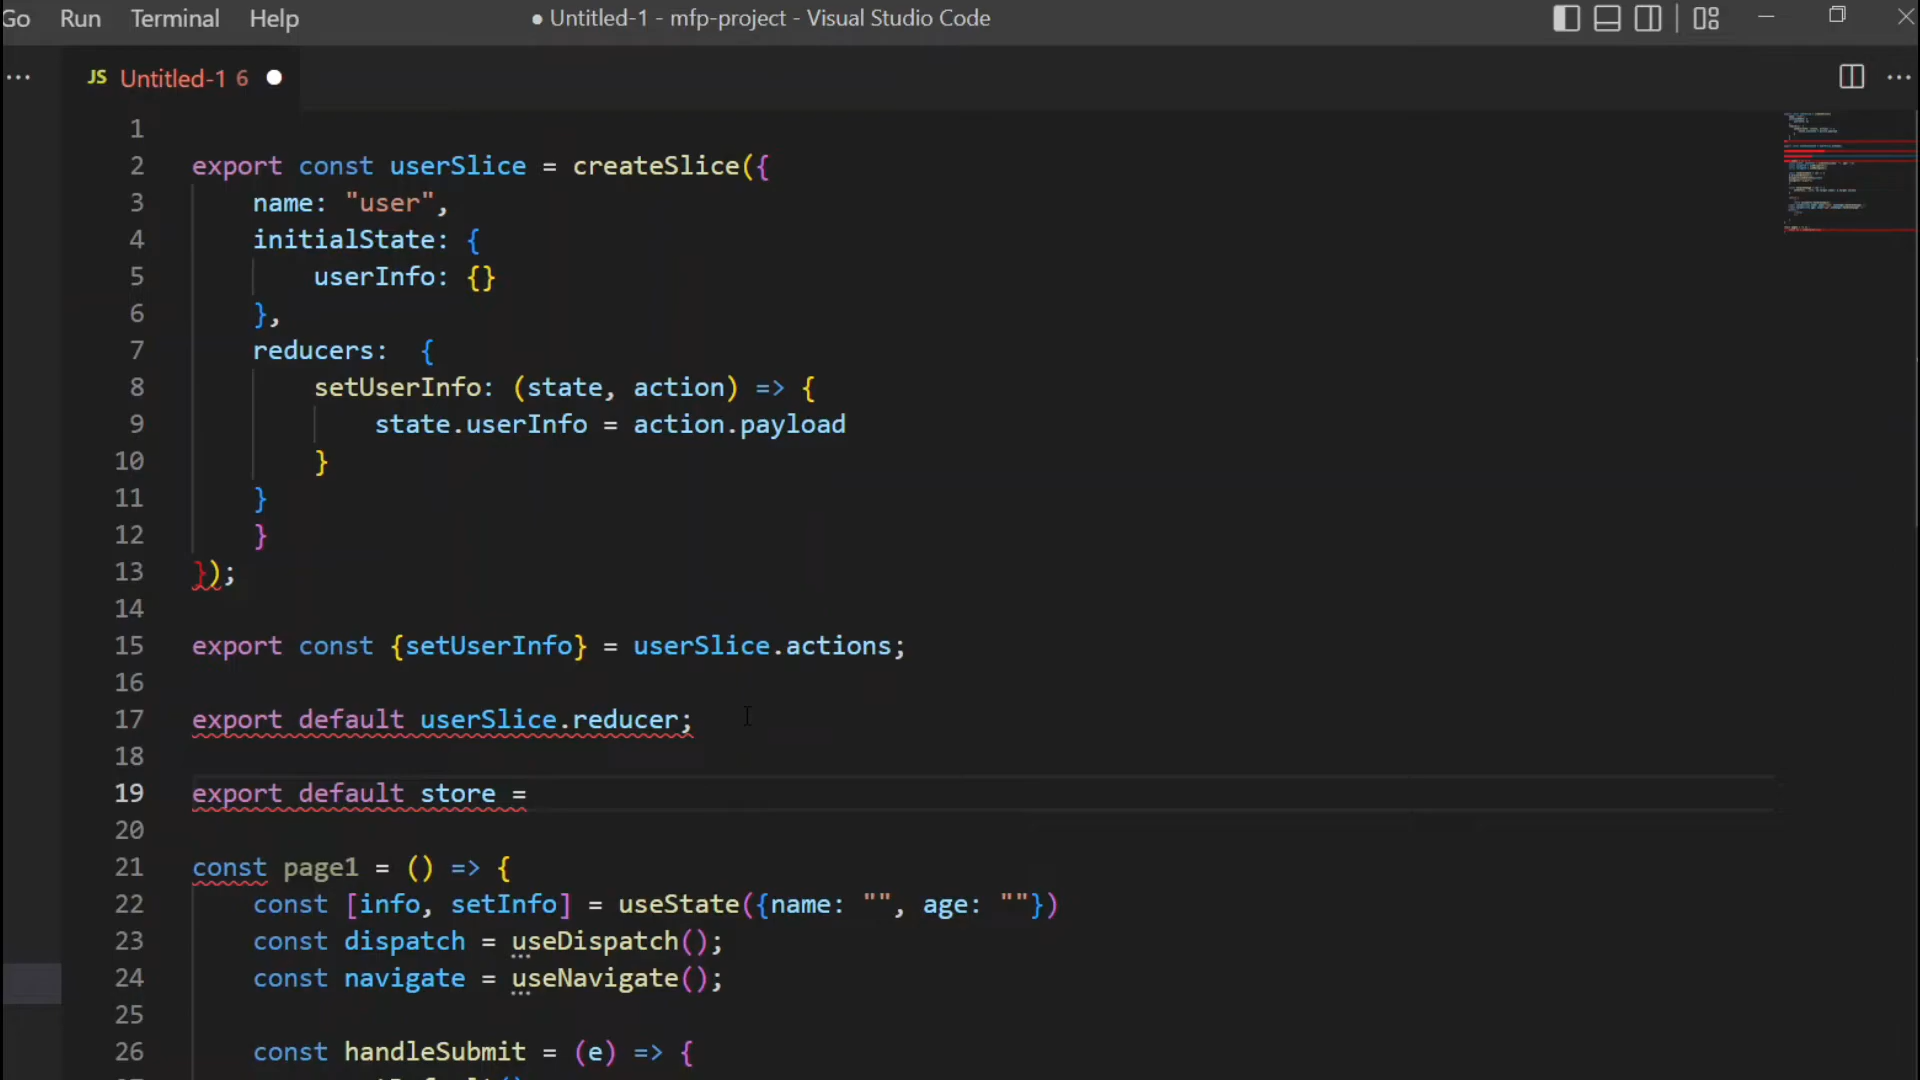 Go Run Terminal Help ● Untitled-1 - mfp-project - Visual Studio Code
... JS Untitled-1 6 ● ...
1
2 export const userSlice = createSlice({
3 name: "user",
4 initialState: {
5 userInfo: {}
6 },
7 reducers:  {
8 setUserInfo: (state, action) => {
9 state.userInfo = action.payload
10 }
11 }
12 }
13 });
14
15 export const {setUserInfo} = userSlice.actions;
16
17 export default userSlice.reducer;
18
19 export default store =
20
21 const page1 = () => {
22 const [info, setInfo] = useState({name: "", age: ""})
23 const dispatch = useDispatch();
24 const navigate = useNavigate();
25
26 const handleSubmit = (e) => {